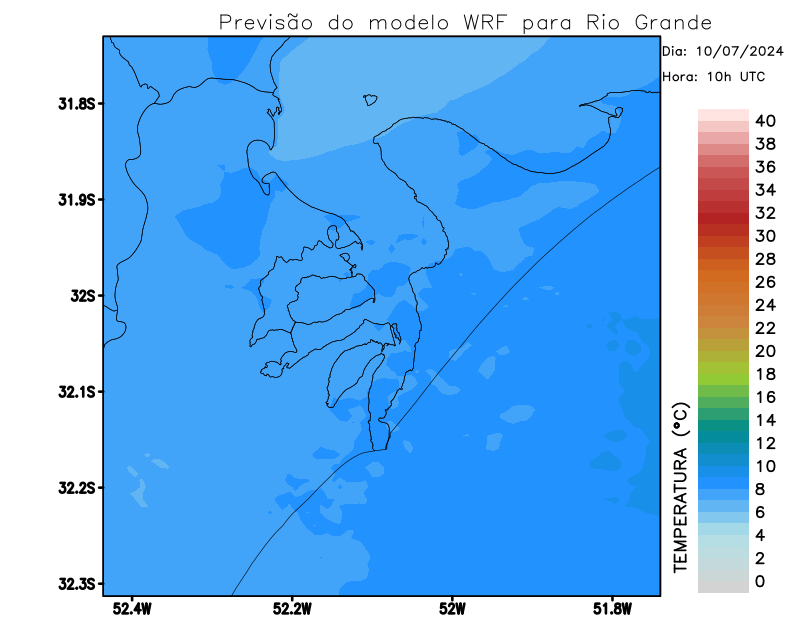 Previsão do modelo WRF para Rio Grande
Dia: 10/07/2024
Hora: 10h UTC
31.8S
31.9S
32S
32.1S
32.2S
32.3S
52.4W
52.2W
52W
51.8W
TEMPERATURA (°C)
40
38
36
34
32
30
28
26
24
22
20
18
16
14
12
10
8
6
4
2
0